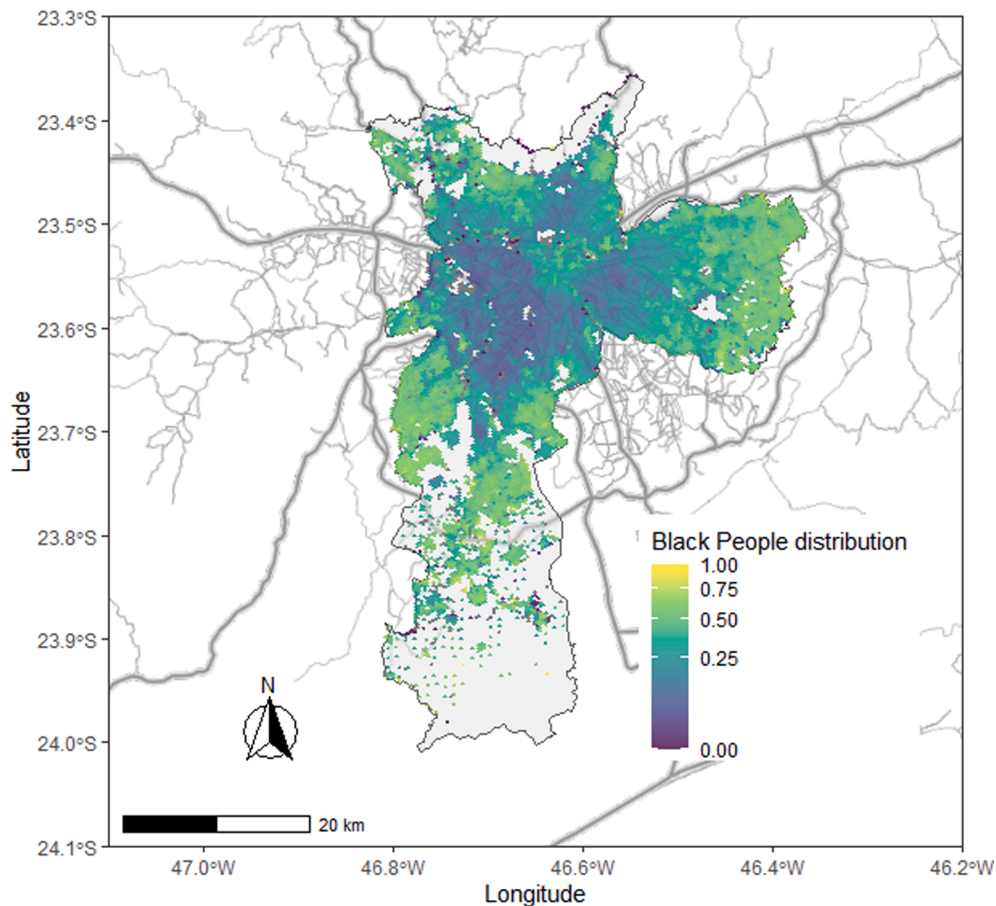 23.3°S
23.4°S
23.5°S
23.6°S
23.7°S
23.8°S
23.9°S
24.0°S
24.1°S
Latitude
Black People distribution
1.00
0.75
0.50
0.25
0.00
N
20 km
47.0°W
46.8°W
46.6°W
46.4°W
46.2°W
Longitude